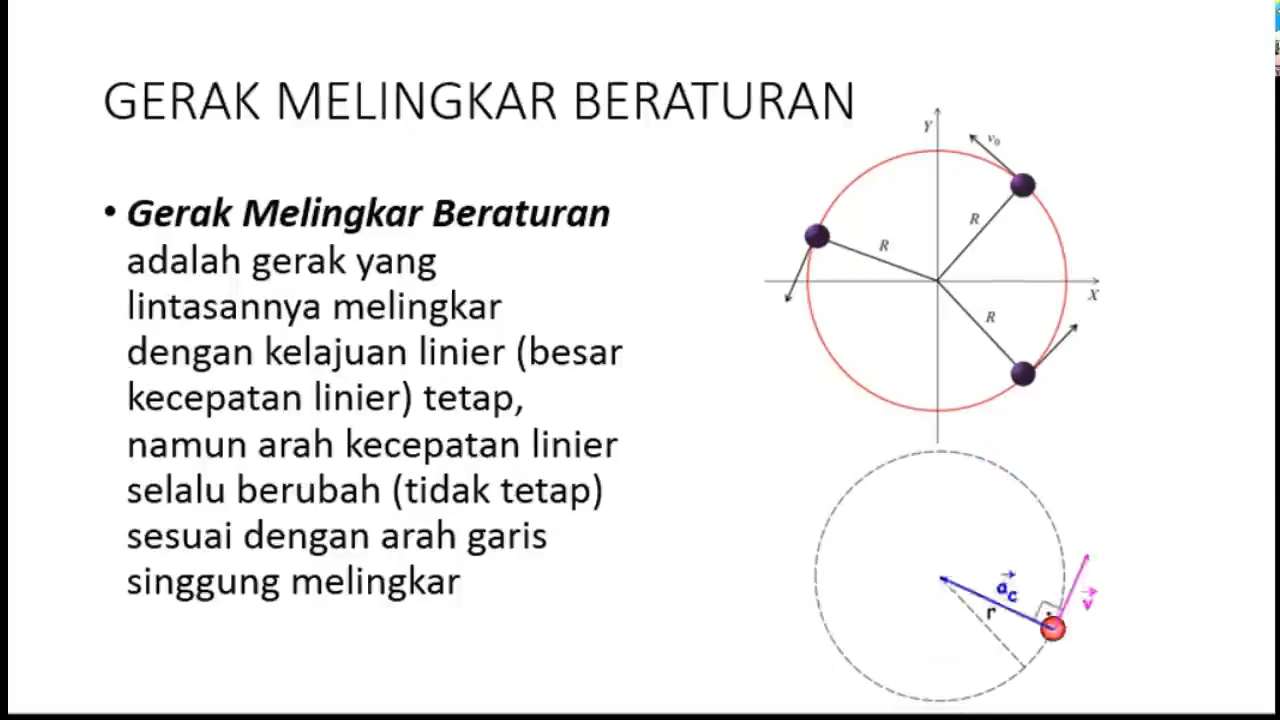 GERAK MELINGKAR BERATURAN
• Gerak Melingkar Beraturan
adalah gerak yang
lintasannya melingkar
dengan kelajuan linier (besar
kecepatan linier) tetap,
namun arah kecepatan linier
selalu berubah (tidak tetap)
sesuai dengan arah garis
singgung melingkar
Y
v₀
R
R
X
R
a⃗c
r
v⃗